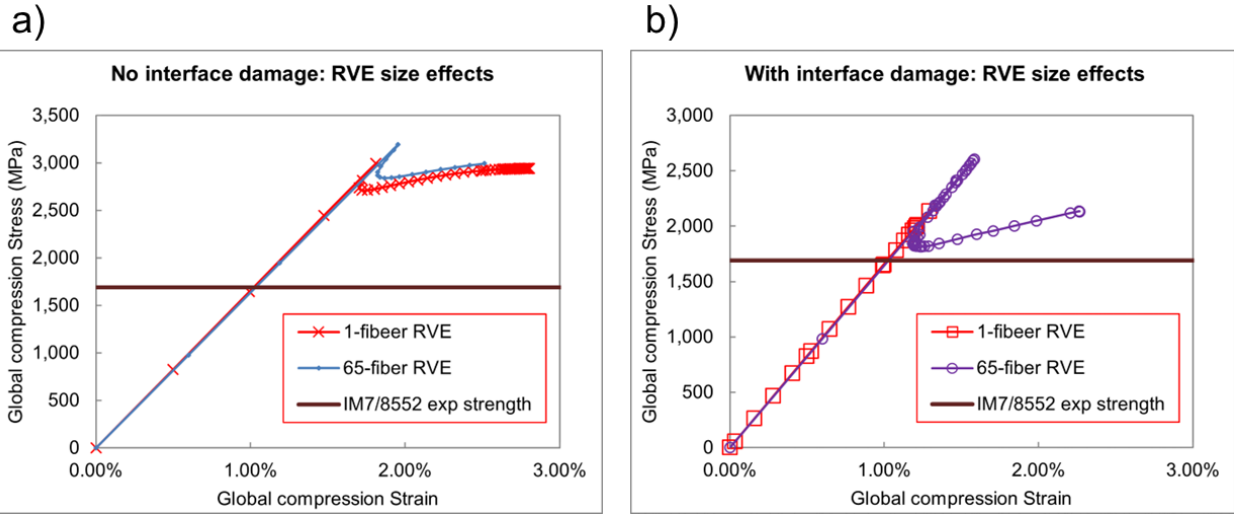 a)
No interface damage: RVE size effects
Global compression Stress (MPa)
3,500
3,000
2,500
2,000
1,500
1,000
500
0
1-fibeer RVE
65-fiber RVE
IM7/8552 exp strength
0.00%
1.00%
2.00%
3.00%
Global compression Strain
b)
With interface damage: RVE size effects
Global compression Stress (MPa)
3,000
2,500
2,000
1,500
1,000
500
0
1-fibeer RVE
65-fiber RVE
IM7/8552 exp strength
0.00%
1.00%
2.00%
3.00%
Global compression Strain